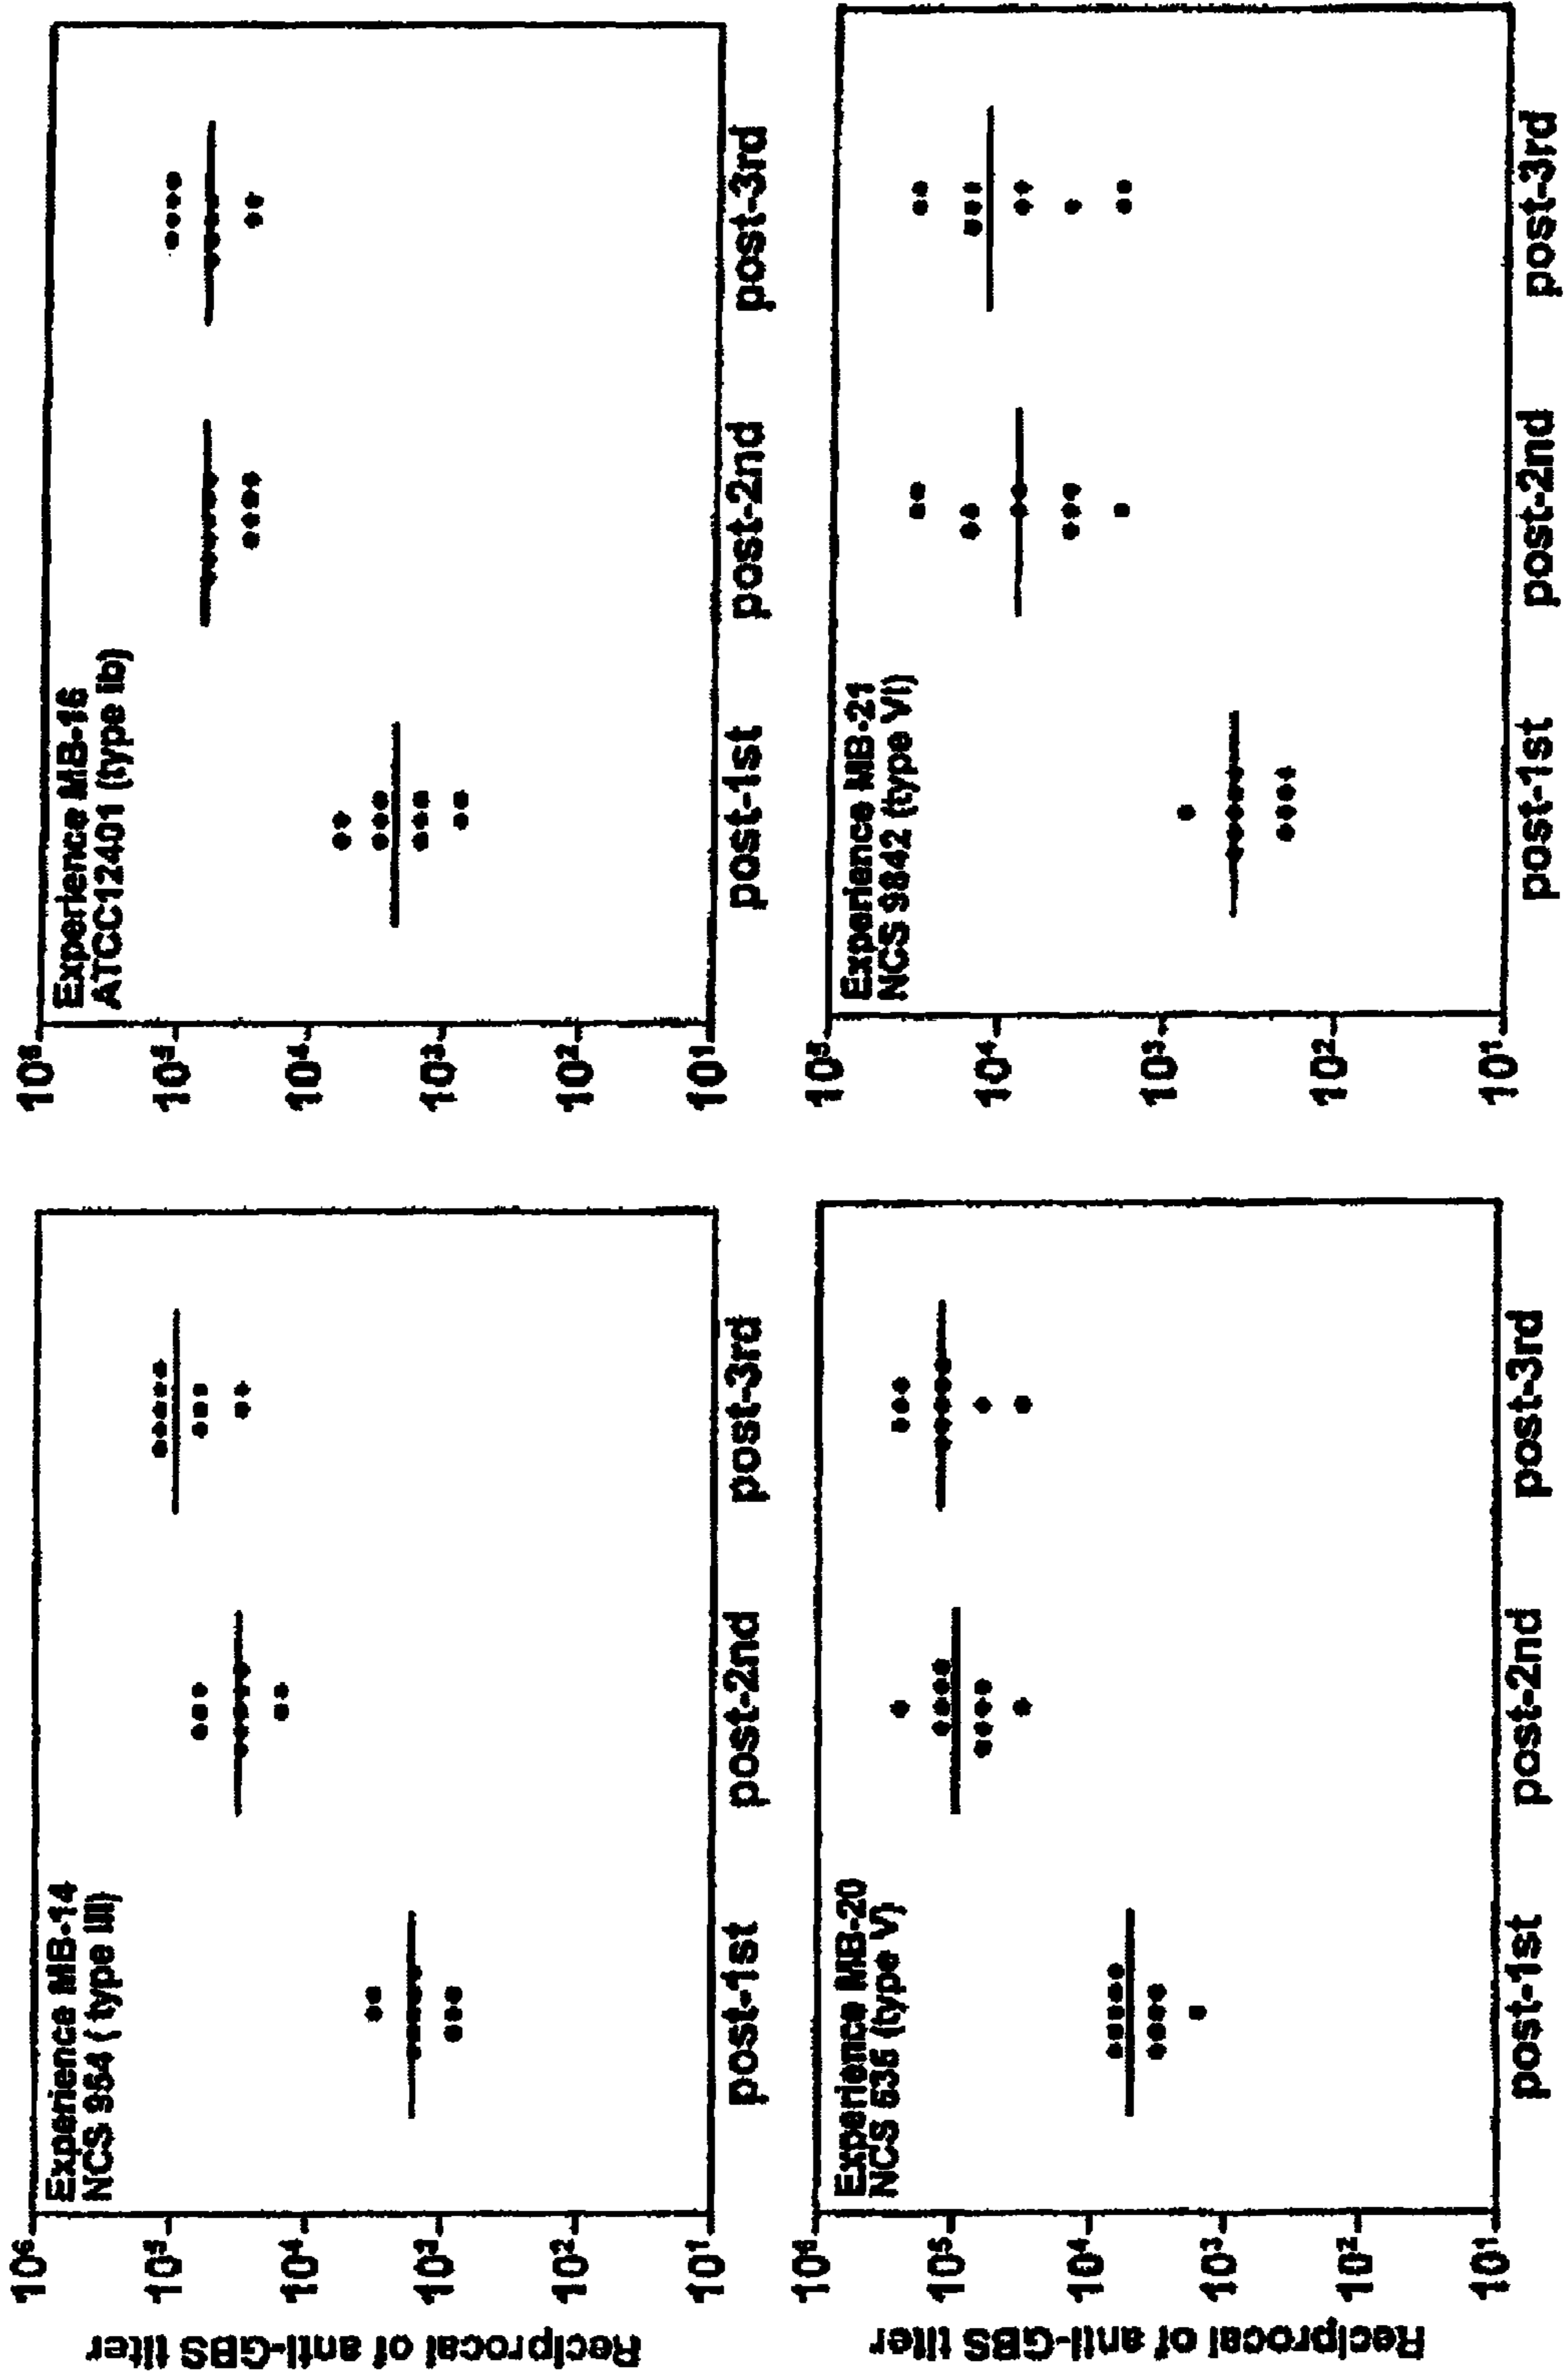 Reciprocal of anti-GBS titer
10⁶
10⁵
10⁴
10³
10²
10¹
Experience MB-14
NCS 954 ( type III)
post-1st
post-2nd
post-3rd
10⁶
10⁵
10⁴
10³
10²
10¹
Experience MB-16
ATCC12401 (type Ib)
post-1st
post-2nd
post-3rd
Reciprocal of anti-GBS titer
10⁶
10⁵
10⁴
10³
10²
10¹
Experience MB-20
NCS 535 (type V)
post-1st
post-2nd
post-3rd
10⁵
10⁴
10³
10²
10¹
Experience MB-21
NCS 9842 (type VI)
post-1st
post-2nd
post-3rd